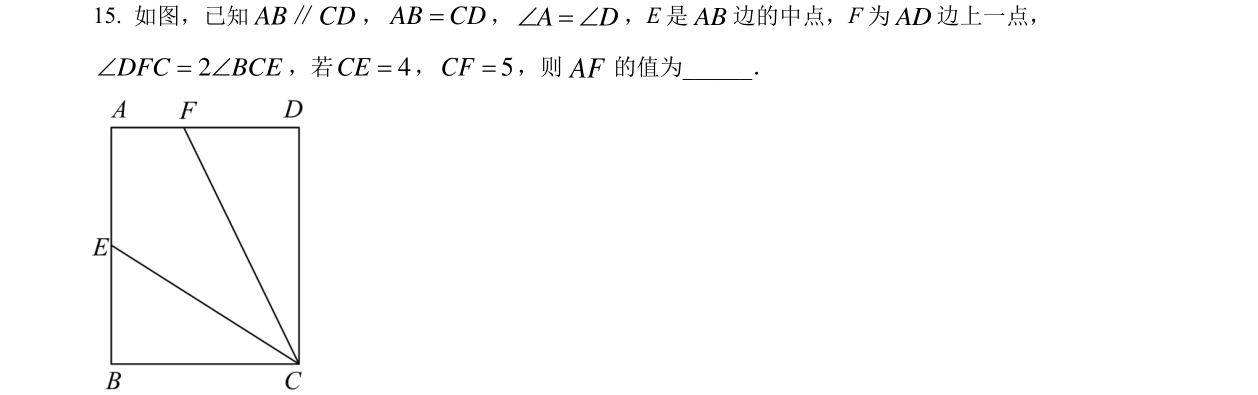 15. 如图，已知 AB∥CD，AB=CD，∠A=∠D，E 是 AB 边的中点，F 为 AD 边上一点，
∠DFC=2∠BCE，若 CE=4，CF=5，则 AF 的值为______．
A F D
E
B C